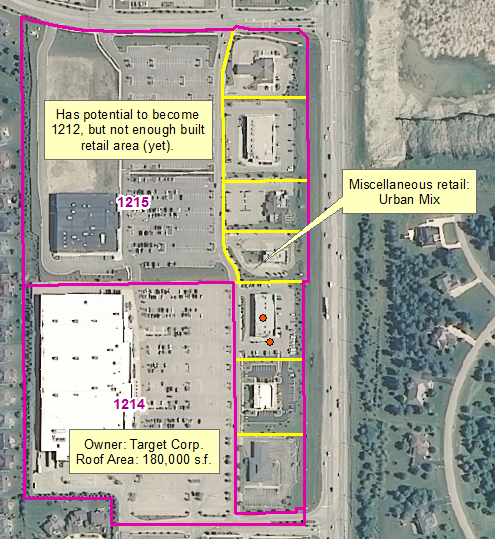 Has potential to become
1212, but not enough built
retail area (yet).
1215
Miscellaneous retail:
Urban Mix
1214
Owner: Target Corp.
Roof Area: 180,000 s.f.